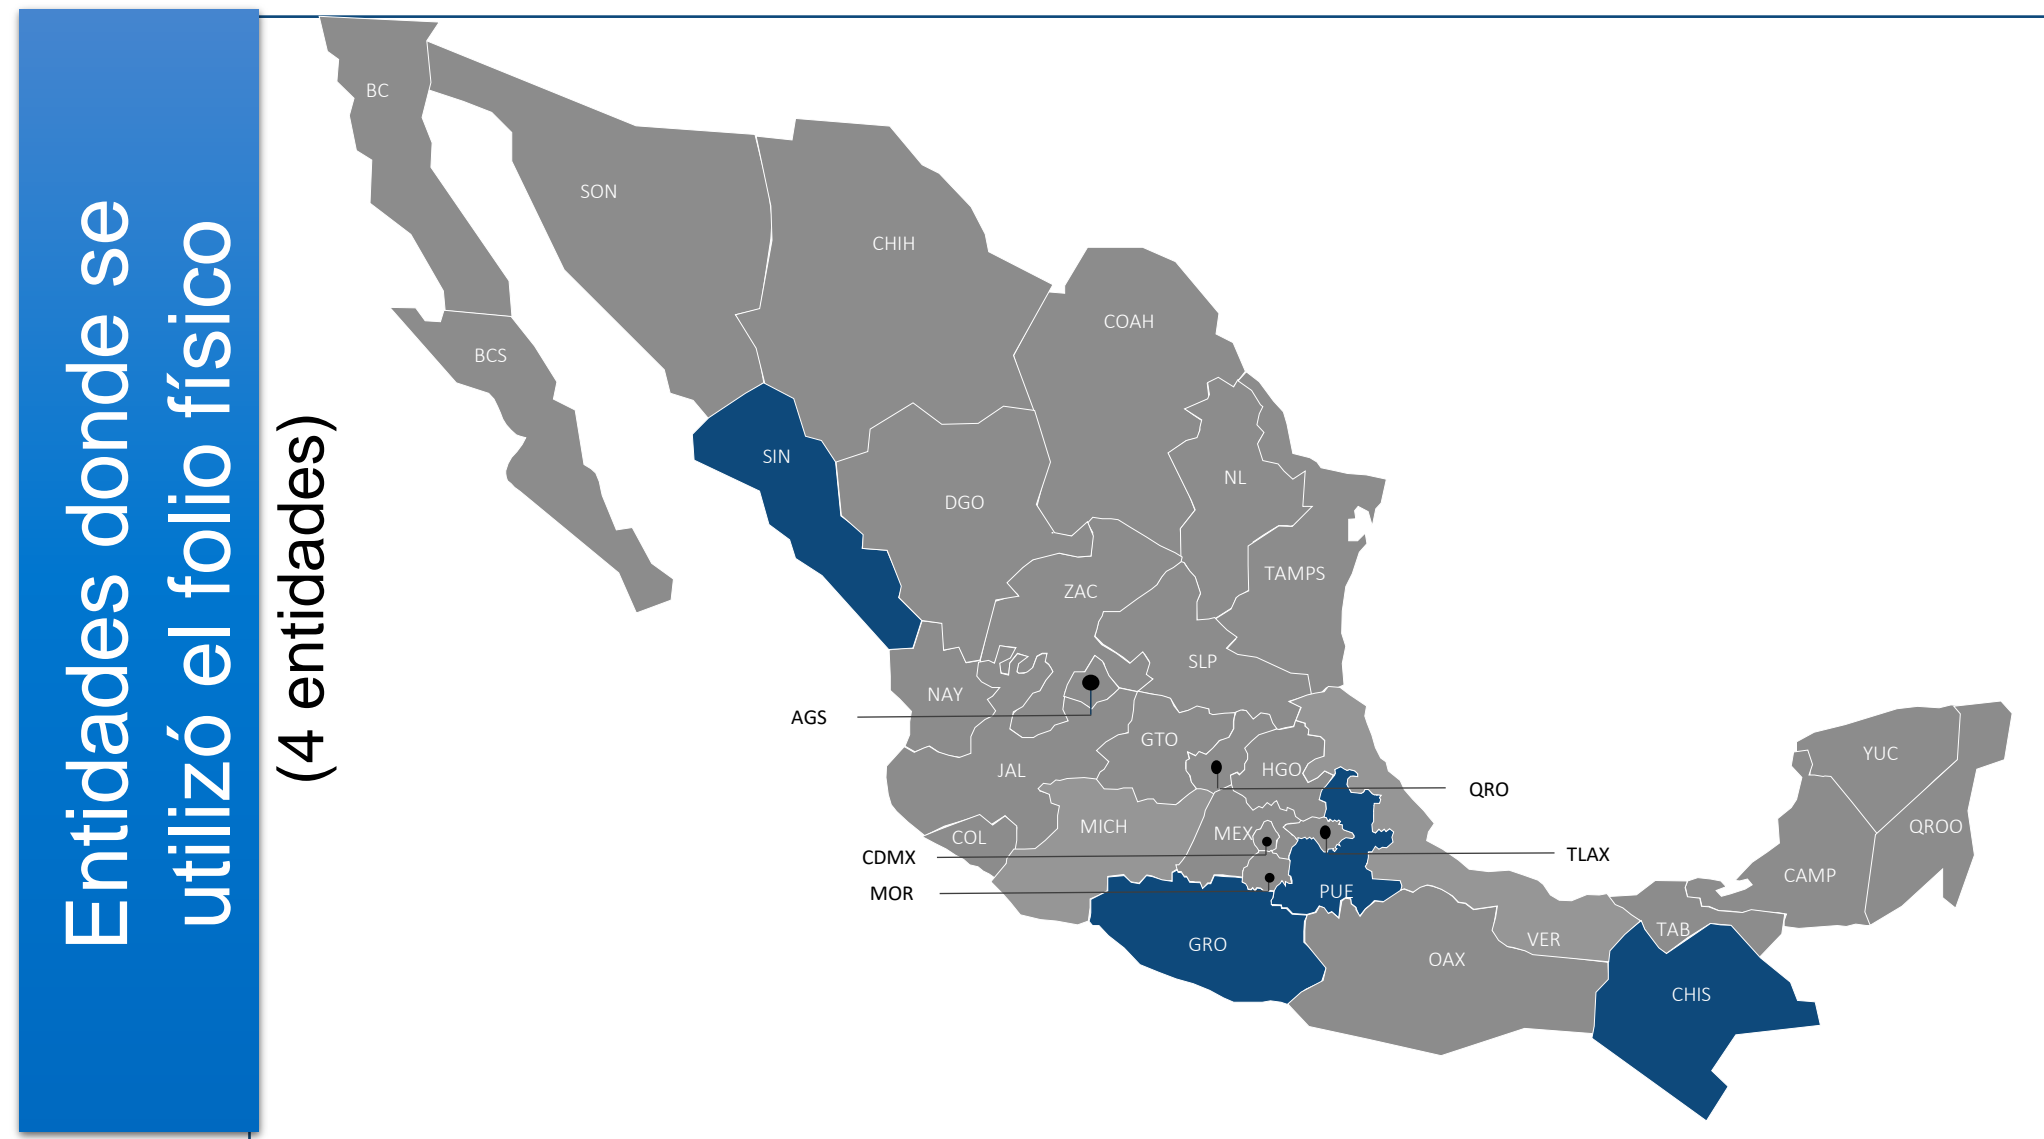 Entidades donde se
utilizó el folio físico
(4 entidades)
BC
SON
CHIH
COAH
BCS
SIN
NL
DGO
TAMPS
ZAC
SLP
NAY
AGS
GTO
YUC
JAL
HGO
QRO
MICH
MEX
QROO
COL
CDMX
TLAX
CAMP
MOR
PUE
TAB
VER
GRO
OAX
CHIS